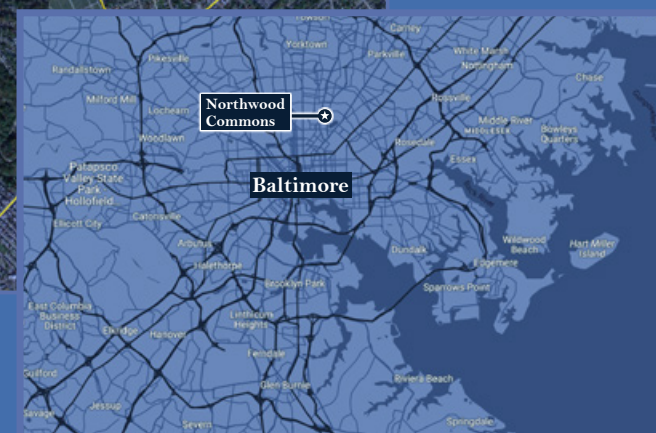 Towson
Carney
Yorktown
Parkville
White Marsh
Nottingham
Pikesville
Randallstown
Chase
Milford Mill
Lochearn
Northwood
Commons
Rossville
Middle River
MIDDLESEX
Bowleys
Quarters
Woodlawn
Rosedale
Essex
Patapsco
Valley State
Park
Hollofield
Baltimore
Ellicott City
Catonsville
Arbutus
Dundalk
Wildwood
Beach
Hart Miller
Island
Halethorpe
Edgemere
Brooklyn Park
Sparrows Point
East Columbia
Business
District
Elkridge
Hanover
Linthicum
Heights
Ferndale
Guilford
Glen Burnie
Riviera Beach
Jessup
Savage
Severn
Springdale